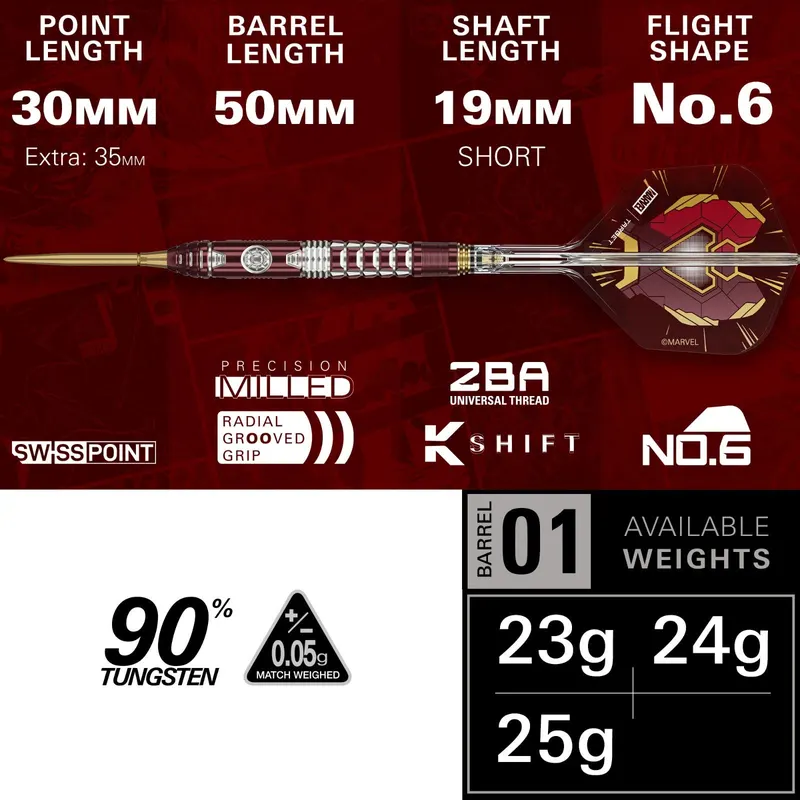 POINT
LENGTH
30MM
Extra: 35MM
BARREL
LENGTH
50MM
SHAFT
LENGTH
19MM
SHORT
FLIGHT
SHAPE
No.6
MARVEL
TARGET
©MARVEL
SWISSPOINT
PRECISION
MILLED
RADIAL
GROOVED
GRIP
2BA
UNIVERSAL THREAD
K SHIFT
NO.6
90%
TUNGSTEN
+/-
0.05g
MATCH WEIGHED
BARREL
01
AVAILABLE
WEIGHTS
23g
24g
25g